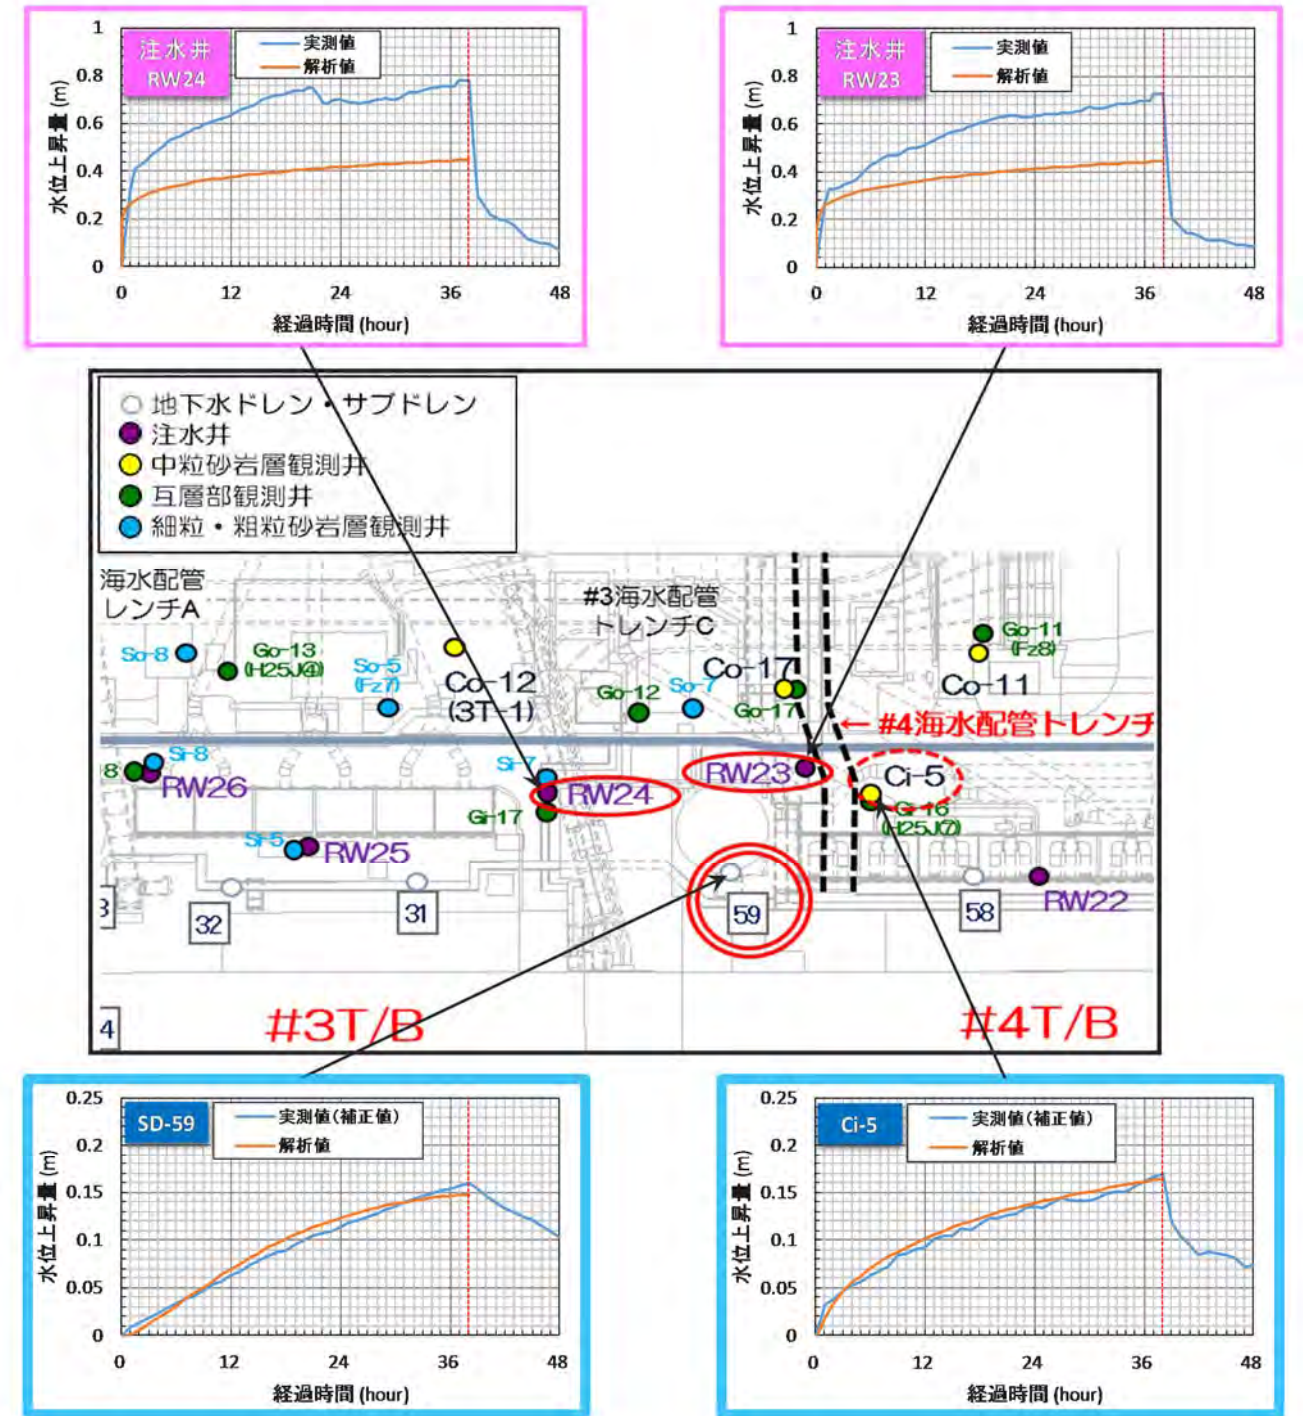 注水井
RW24
実測値
解析値
水位上昇量 (m)
1
0.8
0.6
0.4
0.2
0
0
12
24
36
48
経過時間 (hour)
注水井
RW23
実測値
解析値
水位上昇量 (m)
1
0.8
0.6
0.4
0.2
0
0
12
24
36
48
経過時間 (hour)
地下水ドレン・サブドレン
注水井
中粒砂岩層観測井
互層部観測井
細粒・粗粒砂岩層観測井
海水配管
レンチA
#3海水配管
トレンチC
So-8
Go-13
(H25J④)
So-5
(Fz7)
Co-12
(3T-1)
Go-12
So-7
Co-17
Go-17
Go-11
(Fz8)
Co-11
← #4海水配管トレンチ
8
Si-8
RW26
Si-7
RW24
Gi-17
RW23
Ci-5
Gi-16
(H25J⑦)
Si-5
RW25
RW22
3
32
31
59
58
4
#3T/B
#4T/B
SD-59
実測値(補正値)
解析値
水位上昇量 (m)
0.25
0.2
0.15
0.1
0.05
0
0
12
24
36
48
経過時間 (hour)
Ci-5
実測値(補正値)
解析値
水位上昇量 (m)
0.25
0.2
0.15
0.1
0.05
0
0
12
24
36
48
経過時間 (hour)